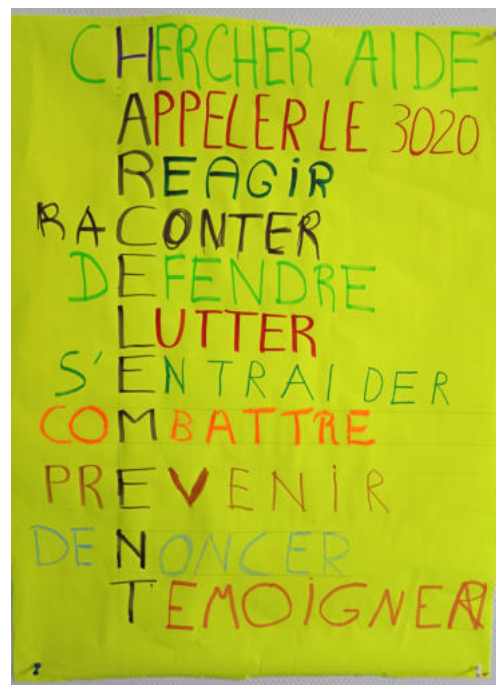 CHERCHER AIDE
APPELER LE 3020
REAGIR
RACONTER
DEFENDRE
LUTTER
S'ENTRAIDER
COMBATTRE
PREVENIR
DENONCER
TEMOIGNER